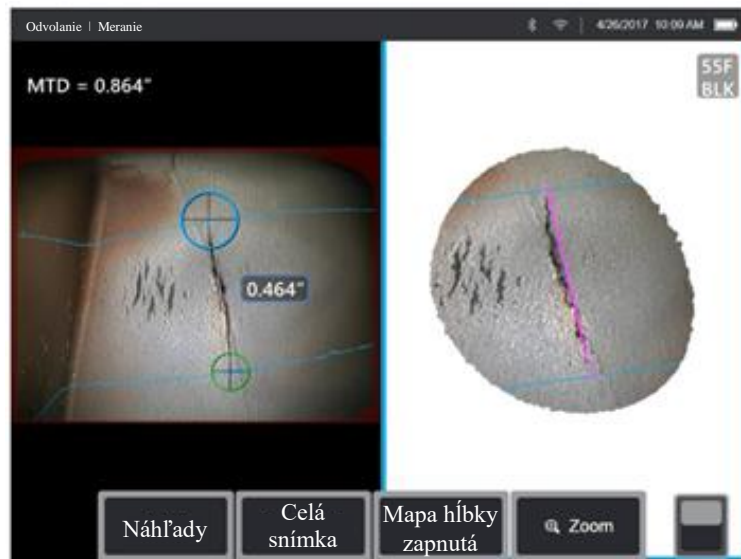 Odvolanie | Meranie
4/26/2017 10:09 AM
MTD = 0.864"
55F
BLK
0.464"
Náhľady
Celá
snímka
Mapa hĺbky
zapnutá
Zoom